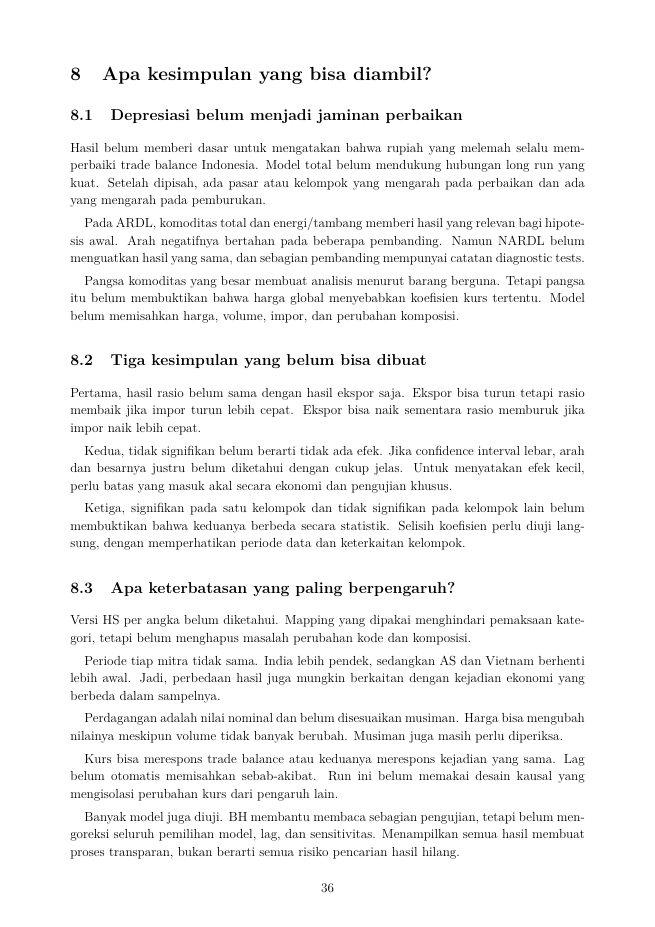 8 Apa kesimpulan yang bisa diambil?
8.1 Depresiasi belum menjadi jaminan perbaikan
Hasil belum memberi dasar untuk mengatakan bahwa rupiah yang melemah selalu mem-
perbaiki trade balance Indonesia. Model total belum mendukung hubungan long run yang
kuat. Setelah dipisah, ada pasar atau kelompok yang mengarah pada perbaikan dan ada
yang mengarah pada pemburukan.
Pada ARDL, komoditas total dan energi/tambang memberi hasil yang relevan bagi hipote-
sis awal. Arah negatifnya bertahan pada beberapa pembanding. Namun NARDL belum
menguatkan hasil yang sama, dan sebagian pembanding mempunyai catatan diagnostic tests.
Pangsa komoditas yang besar membuat analisis menurut barang berguna. Tetapi pangsa
itu belum membuktikan bahwa harga global menyebabkan koefisien kurs tertentu. Model
belum memisahkan harga, volume, impor, dan perubahan komposisi.
8.2 Tiga kesimpulan yang belum bisa dibuat
Pertama, hasil rasio belum sama dengan hasil ekspor saja. Ekspor bisa turun tetapi rasio
membaik jika impor turun lebih cepat. Ekspor bisa naik sementara rasio memburuk jika
impor naik lebih cepat.
Kedua, tidak signifikan belum berarti tidak ada efek. Jika confidence interval lebar, arah
dan besarnya justru belum diketahui dengan cukup jelas. Untuk menyatakan efek kecil,
perlu batas yang masuk akal secara ekonomi dan pengujian khusus.
Ketiga, signifikan pada satu kelompok dan tidak signifikan pada kelompok lain belum
membuktikan bahwa keduanya berbeda secara statistik. Selisih koefisien perlu diuji lang-
sung, dengan memperhatikan periode data dan keterkaitan kelompok.
8.3 Apa keterbatasan yang paling berpengaruh?
Versi HS per angka belum diketahui. Mapping yang dipakai menghindari pemaksaan kate-
gori, tetapi belum menghapus masalah perubahan kode dan komposisi.
Periode tiap mitra tidak sama. India lebih pendek, sedangkan AS dan Vietnam berhenti
lebih awal. Jadi, perbedaan hasil juga mungkin berkaitan dengan kejadian ekonomi yang
berbeda dalam sampelnya.
Perdagangan adalah nilai nominal dan belum disesuaikan musiman. Harga bisa mengubah
nilainya meskipun volume tidak banyak berubah. Musiman juga masih perlu diperiksa.
Kurs bisa merespons trade balance atau keduanya merespons kejadian yang sama. Lag
belum otomatis memisahkan sebab-akibat. Run ini belum memakai desain kausal yang
mengisolasi perubahan kurs dari pengaruh lain.
Banyak model juga diuji. BH membantu membaca sebagian pengujian, tetapi belum men-
goreksi seluruh pemilihan model, lag, dan sensitivitas. Menampilkan semua hasil membuat
proses transparan, bukan berarti semua risiko pencarian hasil hilang.
36